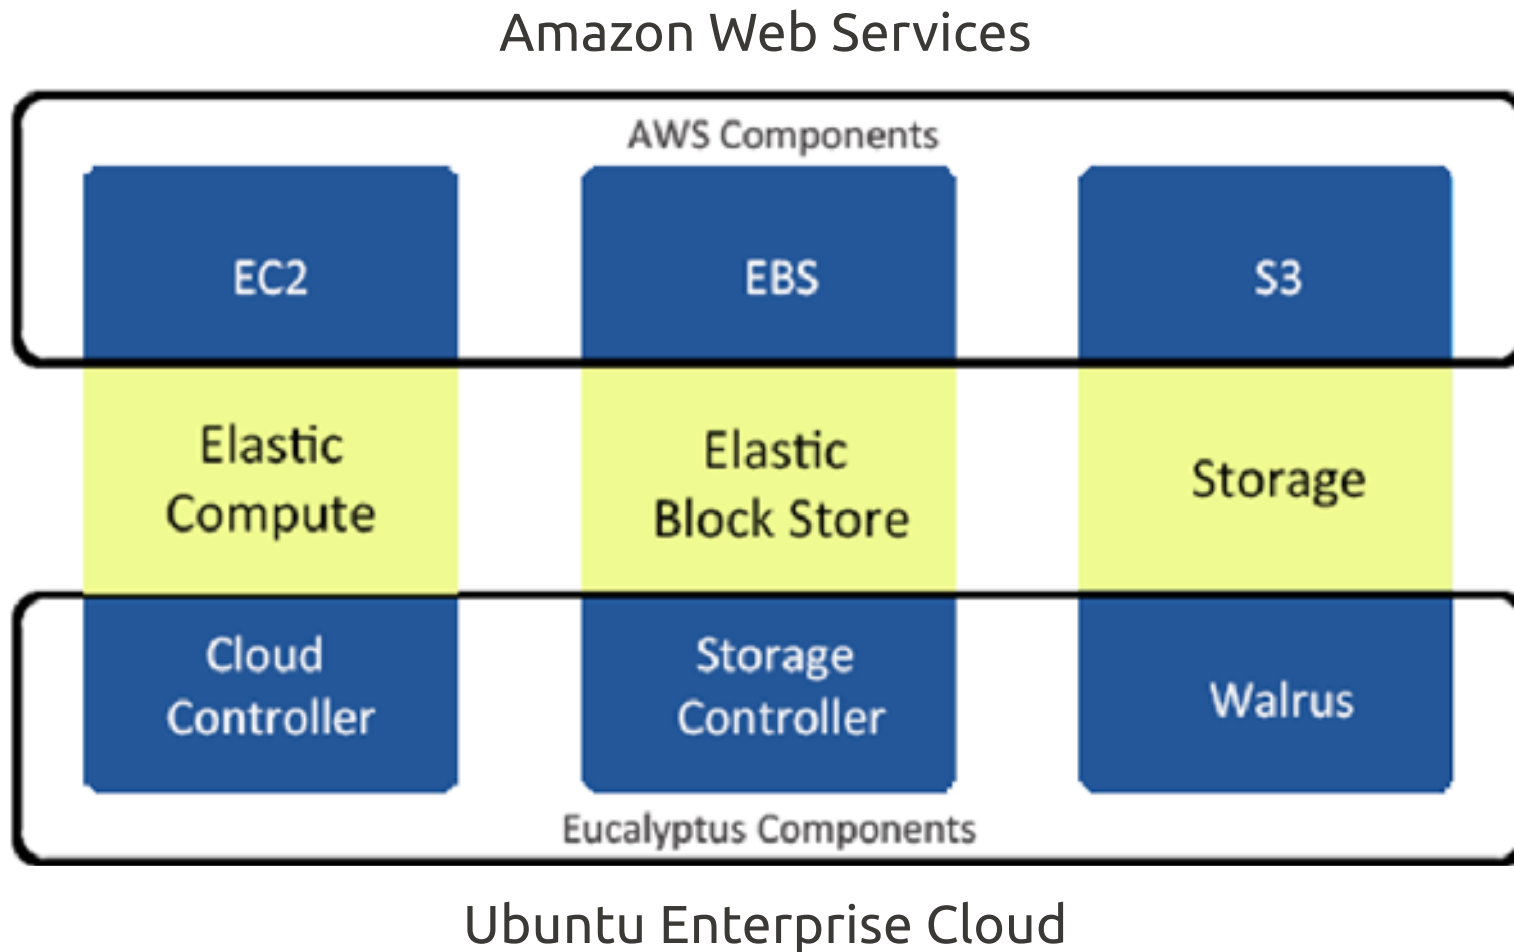 Amazon Web Services
AWS Components
EC2
EBS
S3
Elastic
Compute
Elastic
Block Store
Storage
Cloud
Controller
Storage
Controller
Walrus
Eucalyptus Components
Ubuntu Enterprise Cloud